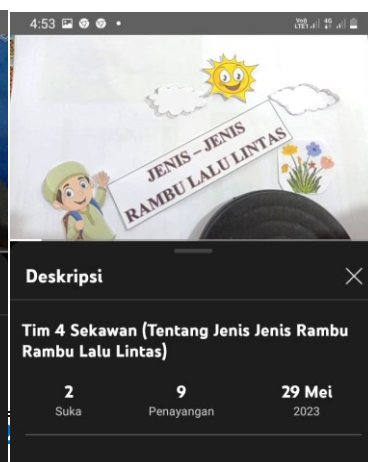 4:53
JENIS - JENIS
RAMBU LALU LINTAS
Deskripsi
Tim 4 Sekawan (Tentang Jenis Jenis Rambu
Rambu Lalu Lintas)
2 9 29 Mei
Suka Penayangan 2023